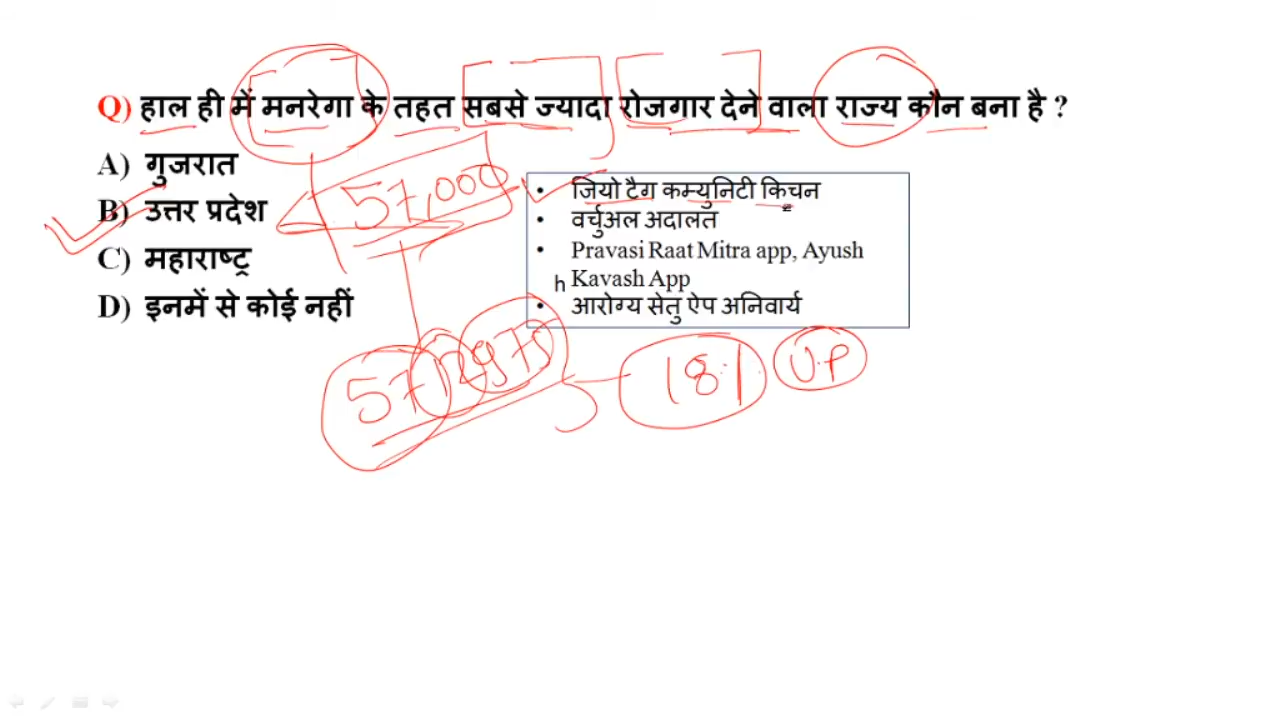 Q) हाल ही में मनरेगा के तहत सबसे ज्यादा रोजगार देने वाला राज्य कौन बना है ?
A) गुजरात
B) उत्तर प्रदेश
C) महाराष्ट्र
D) इनमें से कोई नहीं
57,000
• जियो टैग कम्युनिटी किचन
• वर्चुअल अदालत
• Pravasi Raat Mitra app, Ayush
h Kavash App
• आरोग्य सेतु ऐप अनिवार्य
5712975
181
U.P